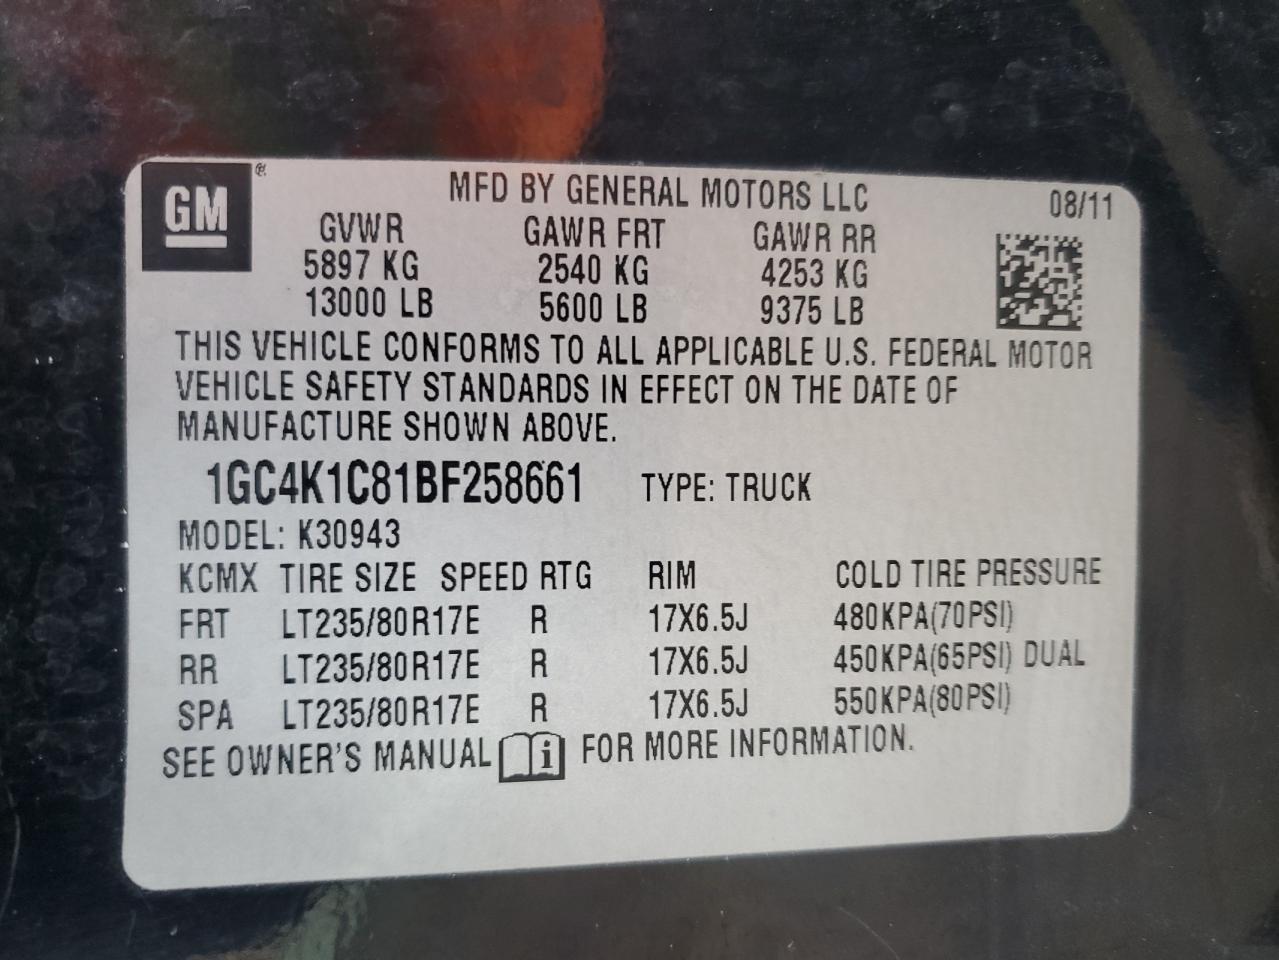 GM ®
MFD BY GENERAL MOTORS LLC 08/11
GVWR GAWR FRT GAWR RR
5897 KG 2540 KG 4253 KG
13000 LB 5600 LB 9375 LB
THIS VEHICLE CONFORMS TO ALL APPLICABLE U.S. FEDERAL MOTOR
VEHICLE SAFETY STANDARDS IN EFFECT ON THE DATE OF
MANUFACTURE SHOWN ABOVE.
1GC4K1C81BF258661 TYPE: TRUCK
MODEL: K30943
KCMX TIRE SIZE SPEED RTG RIM COLD TIRE PRESSURE
FRT LT235/80R17E R 17X6.5J 480KPA(70PSI)
RR LT235/80R17E R 17X6.5J 450KPA(65PSI) DUAL
SPA LT235/80R17E R 17X6.5J 550KPA(80PSI)
SEE OWNER'S MANUAL i FOR MORE INFORMATION.